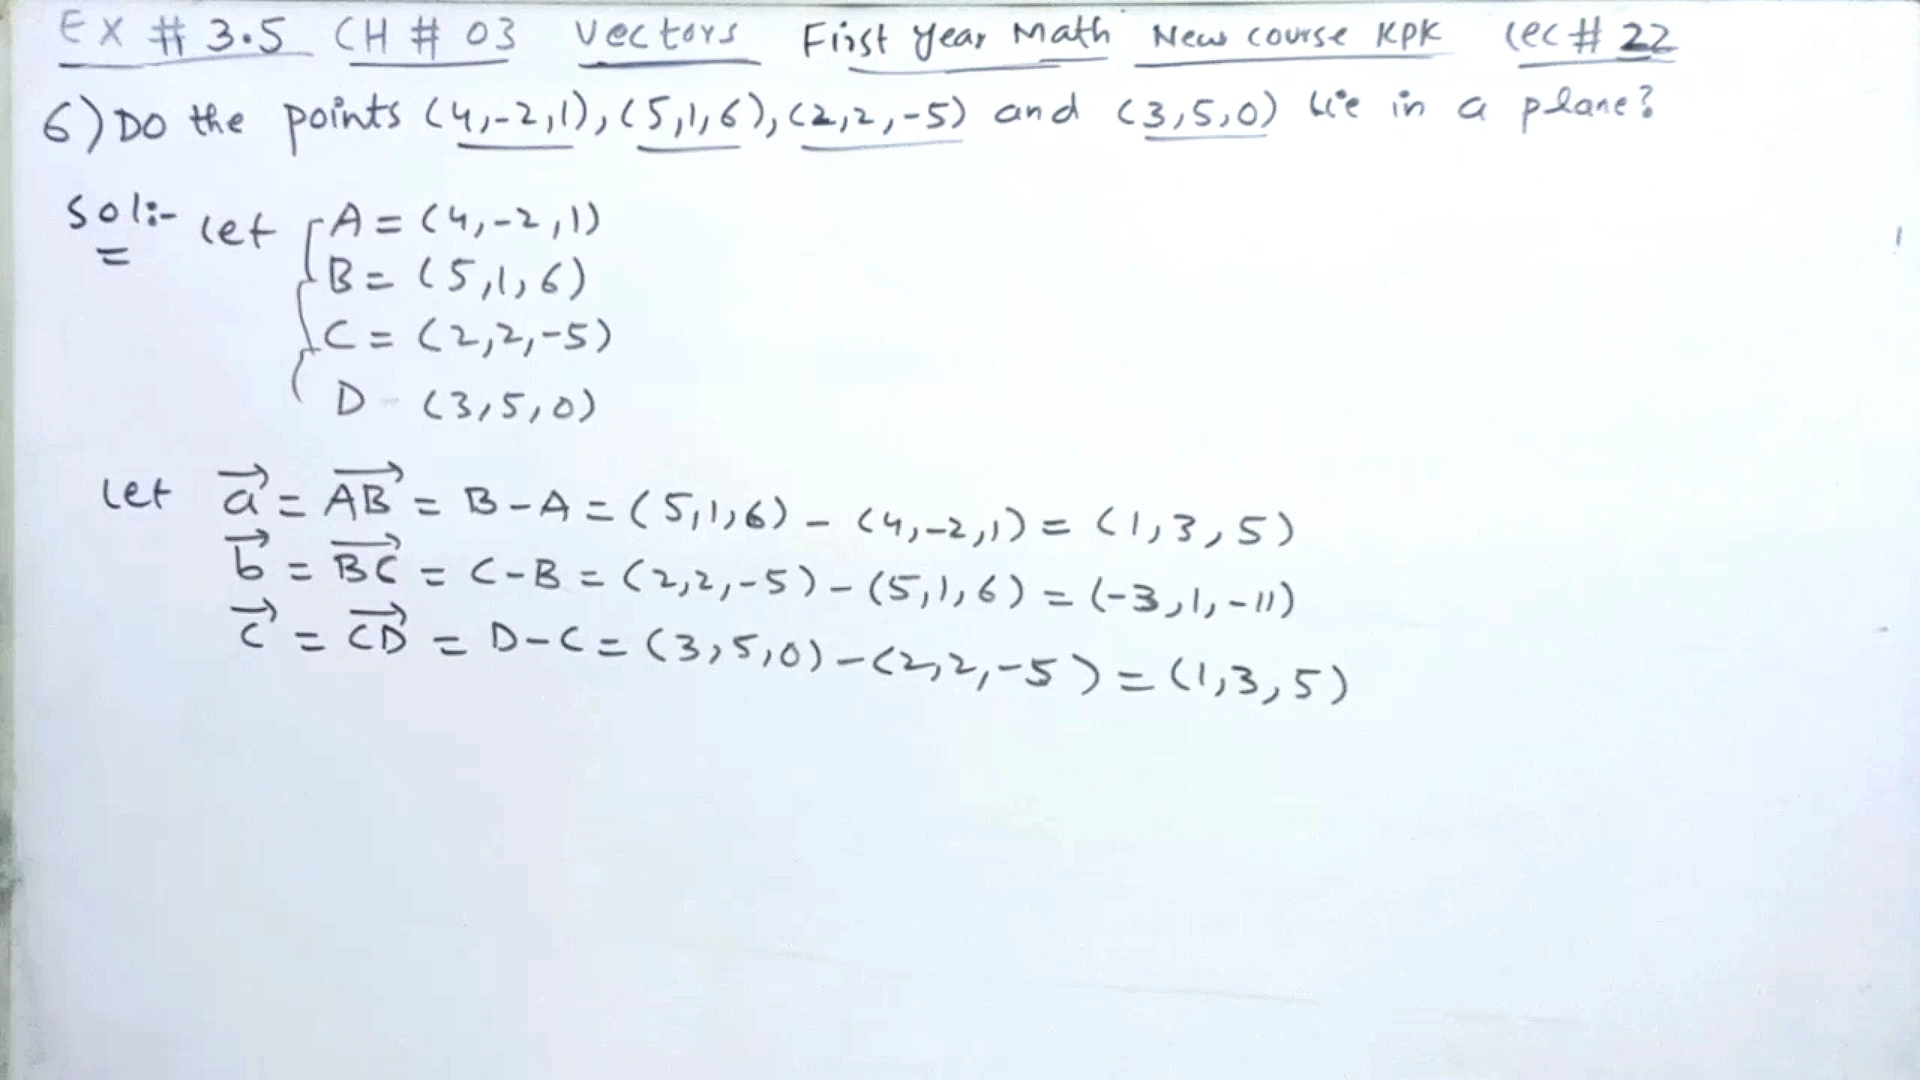 EX # 3.5 CH # 03 Vectors First Year Math New course KPK Lec # 22
6) Do the points (4,-2,1), (5,1,6), (2,2,-5) and (3,5,0) lie in a plane?
Sol:- let A = (4,-2,1)
B = (5,1,6)
C = (2,2,-5)
D - (3,5,0)
let a⃗ = AB⃗ = B-A = (5,1,6) - (4,-2,1) = (1,3,5)
b⃗ = BC⃗ = C-B = (2,2,-5) - (5,1,6) = (-3,1,-11)
c⃗ = CD⃗ = D-C = (3,5,0) - (2,2,-5) = (1,3,5)